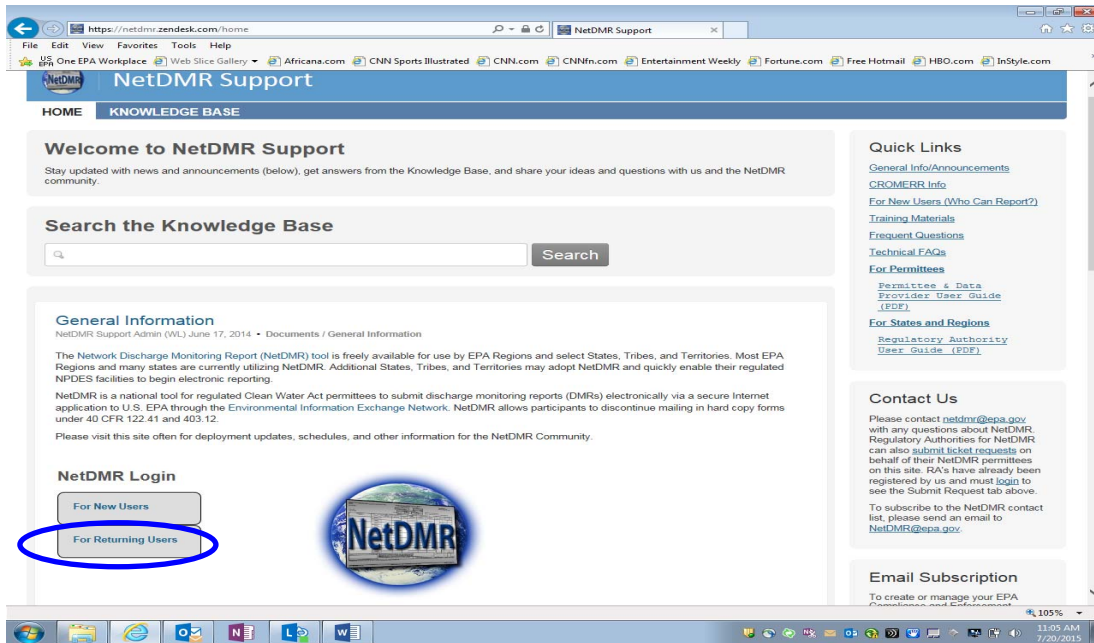 https://netdmr.zendesk.com/home
NetDMR Support
File Edit View Favorites Tools Help
US EPA One EPA Workplace Web Slice Gallery Africana.com CNN Sports Illustrated CNN.com CNNfn.com Entertainment Weekly Fortune.com Free Hotmail HBO.com InStyle.com
NetDMR NetDMR Support
HOME KNOWLEDGE BASE
Welcome to NetDMR Support
Stay updated with news and announcements (below), get answers from the Knowledge Base, and share your ideas and questions with us and the NetDMR
community.
Search the Knowledge Base
Search
General Information
NetDMR Support Admin (WL) June 17, 2014 • Documents / General Information
The Network Discharge Monitoring Report (NetDMR) tool is freely available for use by EPA Regions and select States, Tribes, and Territories. Most EPA
Regions and many states are currently utilizing NetDMR. Additional States, Tribes, and Territories may adopt NetDMR and quickly enable their regulated
NPDES facilities to begin electronic reporting.
NetDMR is a national tool for regulated Clean Water Act permittees to submit discharge monitoring reports (DMRs) electronically via a secure Internet
application to U.S. EPA through the Environmental Information Exchange Network. NetDMR allows participants to discontinue mailing in hard copy forms
under 40 CFR 122.41 and 403.12.
Please visit this site often for deployment updates, schedules, and other information for the NetDMR Community.
NetDMR Login
For New Users
For Returning Users
NetDMR
Quick Links
General Info/Announcements
CROMERR Info
For New Users (Who Can Report?)
Training Materials
Frequent Questions
Technical FAQs
For Permittees
Permittee & Data
Provider User Guide
(PDF)
For States and Regions
Regulatory Authority
User Guide (PDF)
Contact Us
Please contact netdmr@epa.gov
with any questions about NetDMR.
Regulatory Authorities for NetDMR
can also submit ticket requests on
behalf of their NetDMR permittees
on this site. RA's have already been
registered by us and must login to
see the Submit Request tab above.
To subscribe to the NetDMR contact
list, please send an email to
NetDMR@epa.gov.
Email Subscription
To create or manage your EPA
Compliance and Enforcement
105%
11:05 AM
7/20/2015